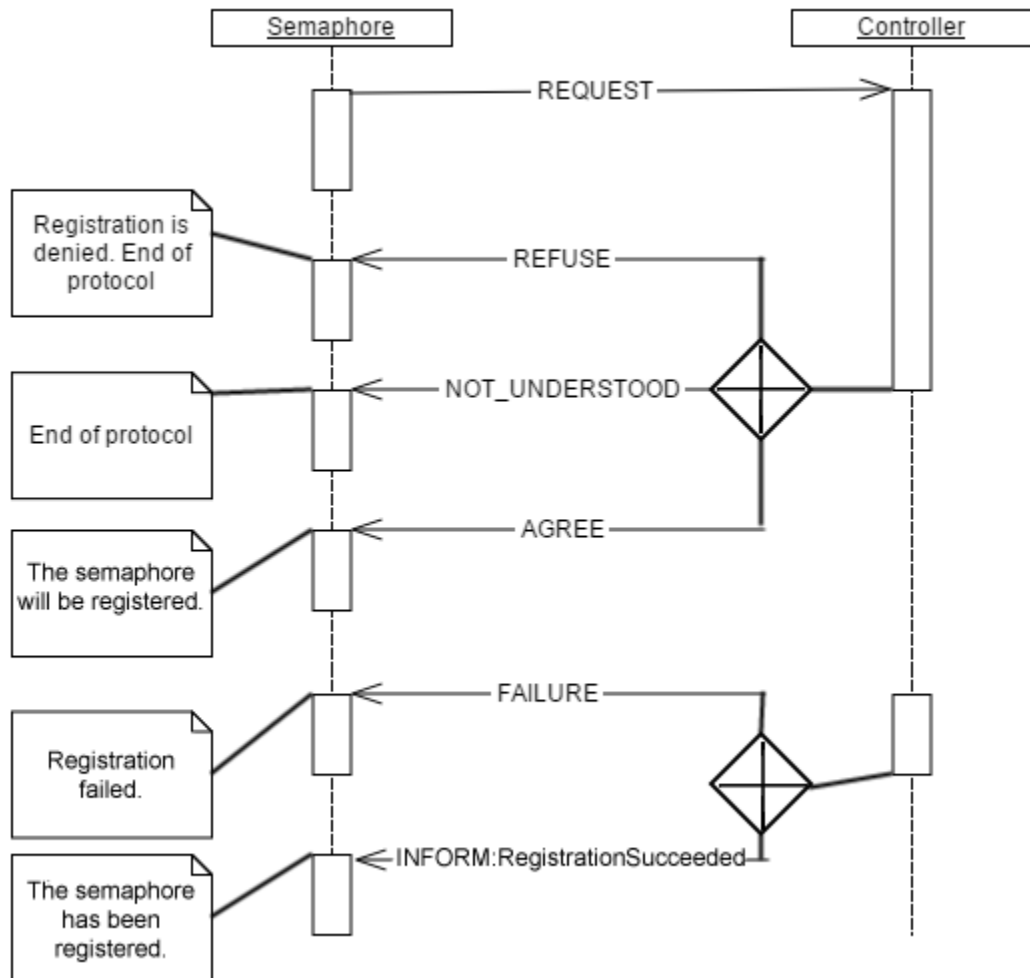 Semaphore
Controller
REQUEST
Registration is
denied. End of
protocol
REFUSE
NOT_UNDERSTOOD
End of protocol
AGREE
The semaphore
will be registered.
FAILURE
Registration
failed.
INFORM:RegistrationSucceeded
The semaphore
has been
registered.